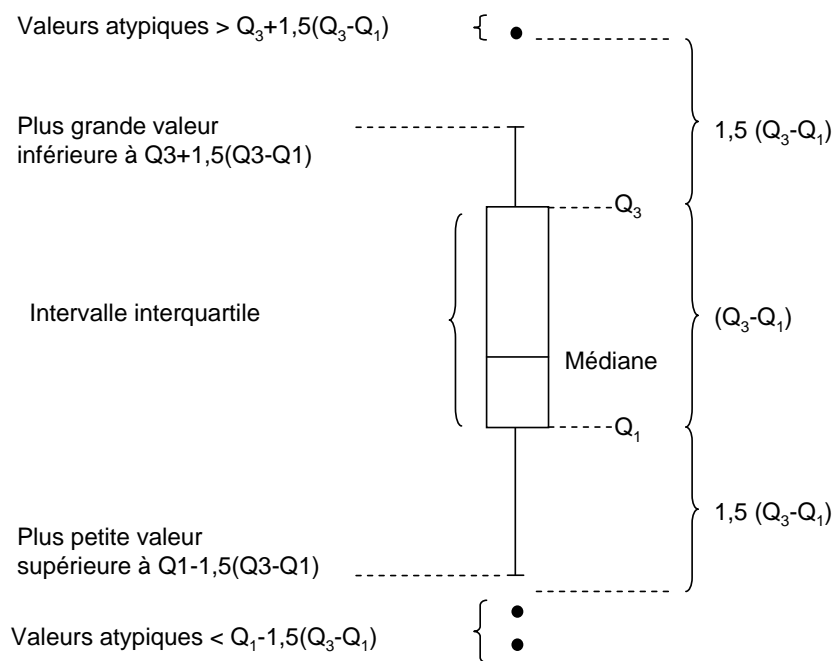 Valeurs atypiques > Q₃+1,5(Q₃-Q₁)
Plus grande valeur
inférieure à Q3+1,5(Q3-Q1)
1,5 (Q₃-Q₁)
Q₃
Intervalle interquartile
(Q₃-Q₁)
Médiane
Q₁
1,5 (Q₃-Q₁)
Plus petite valeur
supérieure à Q1-1,5(Q3-Q1)
Valeurs atypiques < Q₁-1,5(Q₃-Q₁)